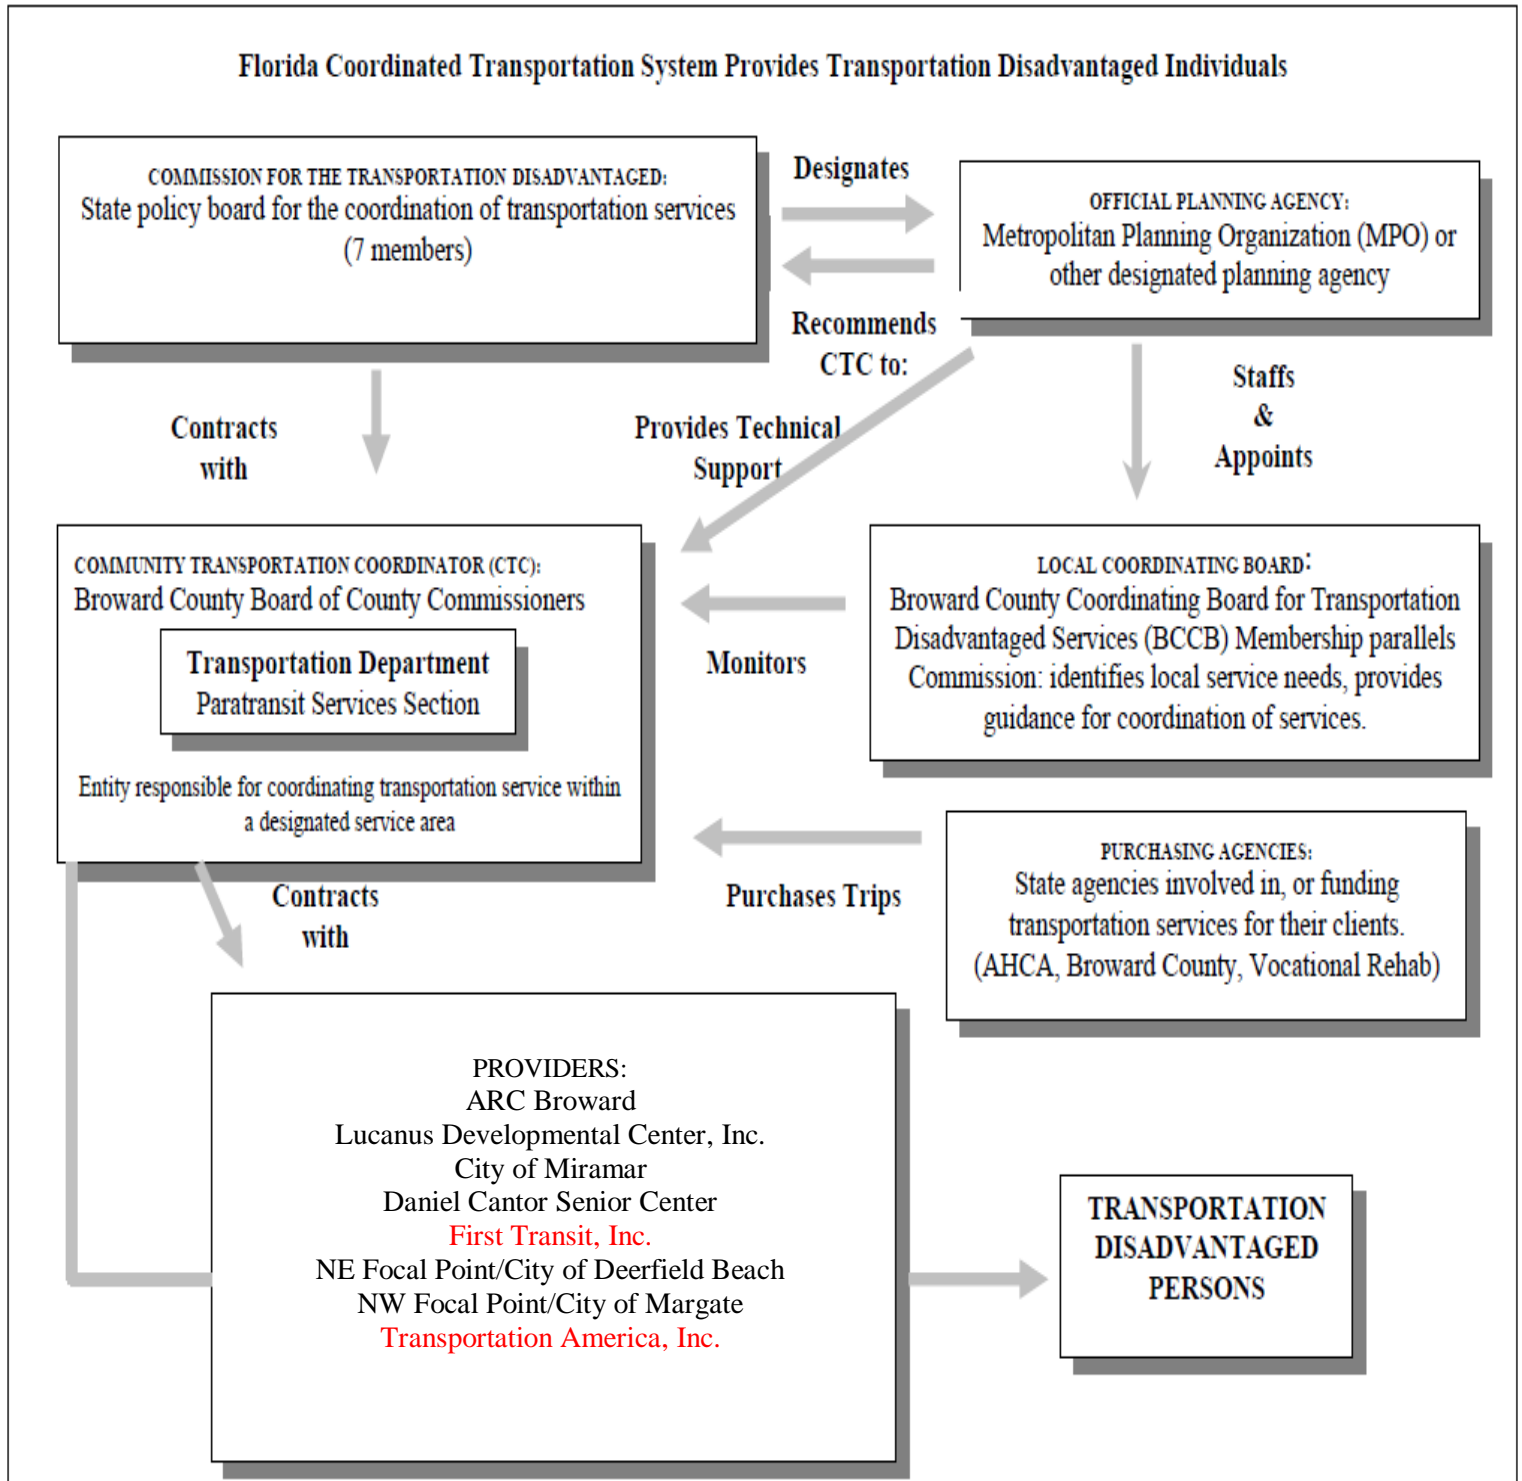 Florida Coordinated Transportation System Provides Transportation Disadvantaged Individuals
COMMISSION FOR THE TRANSPORTATION DISADVANTAGED:
State policy board for the coordination of transportation services
(7 members)
Designates
OFFICIAL PLANNING AGENCY:
Metropolitan Planning Organization (MPO) or
other designated planning agency
Recommends
CTC to:
Contracts
with
Provides Technical
Support
Staffs
&
Appoints
COMMUNITY TRANSPORTATION COORDINATOR (CTC):
Broward County Board of County Commissioners
Transportation Department
Paratransit Services Section
Entity responsible for coordinating transportation service within
a designated service area
Monitors
LOCAL COORDINATING BOARD:
Broward County Coordinating Board for Transportation
Disadvantaged Services (BCCB) Membership parallels
Commission: identifies local service needs, provides
guidance for coordination of services.
Purchases Trips
PURCHASING AGENCIES:
State agencies involved in, or funding
transportation services for their clients.
(AHCA, Broward County, Vocational Rehab)
Contracts
with
PROVIDERS:
ARC Broward
Lucanus Developmental Center, Inc.
City of Miramar
Daniel Cantor Senior Center
First Transit, Inc.
NE Focal Point/City of Deerfield Beach
NW Focal Point/City of Margate
Transportation America, Inc.
TRANSPORTATION
DISADVANTAGED
PERSONS